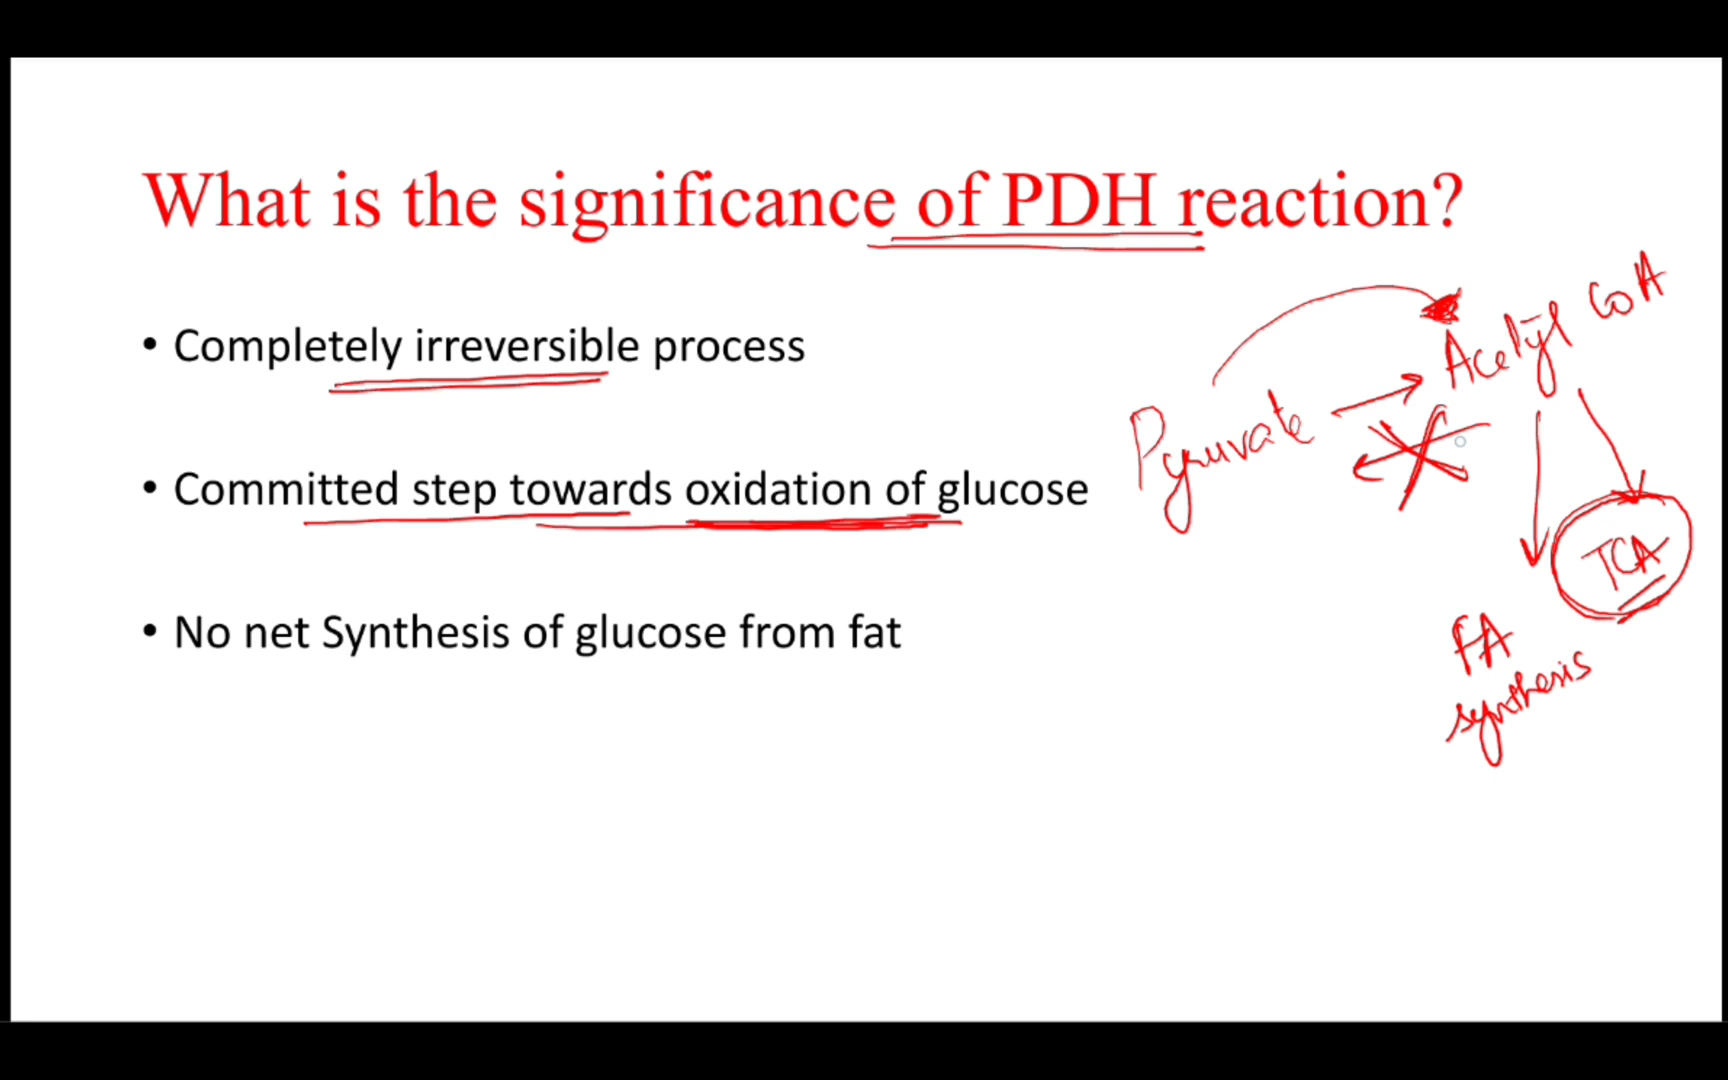 What is the significance of PDH reaction?
• Completely irreversible process
• Committed step towards oxidation of glucose
• No net Synthesis of glucose from fat
Pyruvate → Acetyl CoA
TCA
FA
synthesis